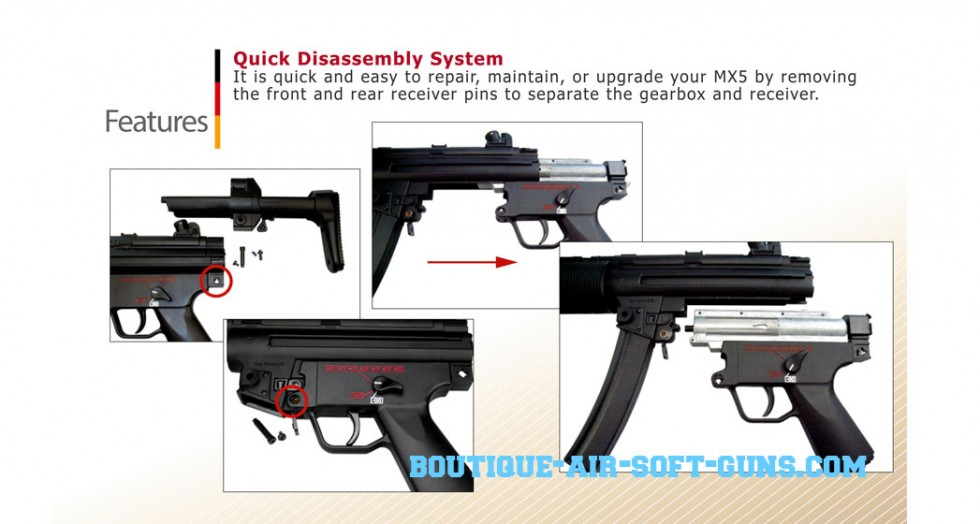 Quick Disassembly System
It is quick and easy to repair, maintain, or upgrade your MX5 by removing
the front and rear receiver pins to separate the gearbox and receiver.
Features
BOUTIQUE-AIR-SOFT-GUNS.COM